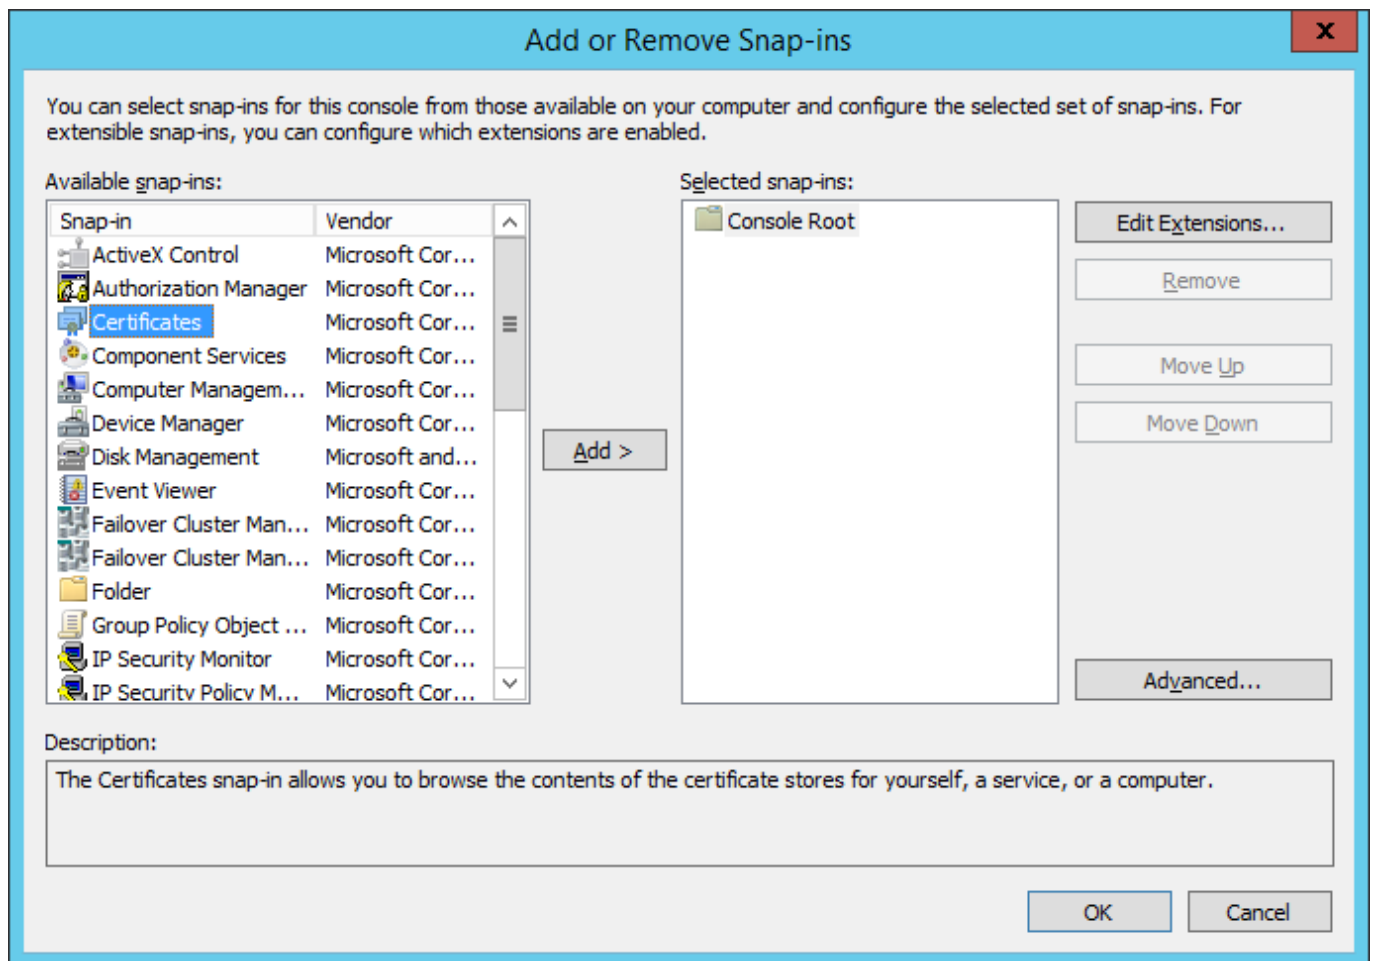 Add or Remove Snap-ins
X
You can select snap-ins for this console from those available on your computer and configure the selected set of snap-ins. For
extensible snap-ins, you can configure which extensions are enabled.
Available snap-ins:
Snap-in Vendor
ActiveX Control Microsoft Cor...
Authorization Manager Microsoft Cor...
Certificates Microsoft Cor...
Component Services Microsoft Cor...
Computer Managem... Microsoft Cor...
Device Manager Microsoft Cor...
Disk Management Microsoft and...
Event Viewer Microsoft Cor...
Failover Cluster Man... Microsoft Cor...
Failover Cluster Man... Microsoft Cor...
Folder Microsoft Cor...
Group Policy Object ... Microsoft Cor...
IP Security Monitor Microsoft Cor...
IP Security Policy M... Microsoft Cor...
Add >
Selected snap-ins:
Console Root
Edit Extensions...
Remove
Move Up
Move Down
Advanced...
Description:
The Certificates snap-in allows you to browse the contents of the certificate stores for yourself, a service, or a computer.
OK Cancel